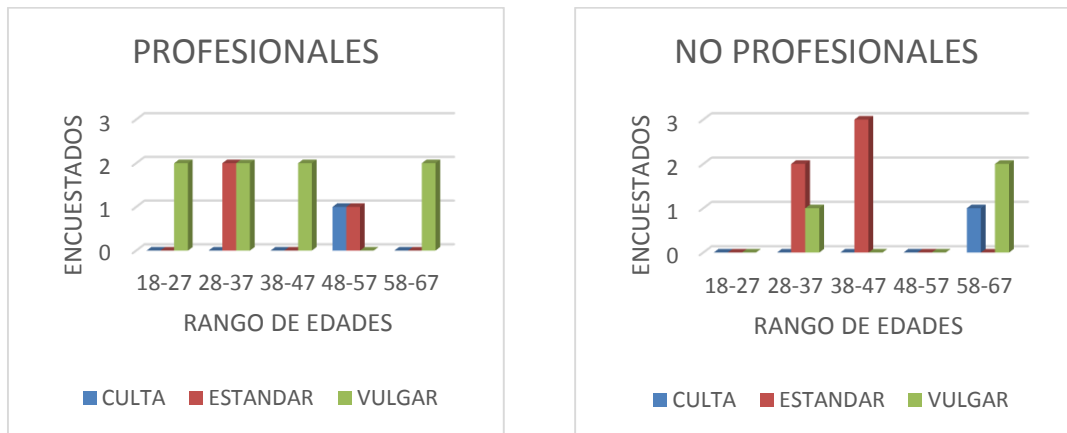 PROFESIONALES
ENCUESTADOS
3
2
1
0
18-27 28-37 38-47 48-57 58-67
RANGO DE EDADES
CULTA ESTANDAR VULGAR
NO PROFESIONALES
ENCUESTADOS
3
2
1
0
18-27 28-37 38-47 48-57 58-67
RANGO DE EDADES
CULTA ESTANDAR VULGAR